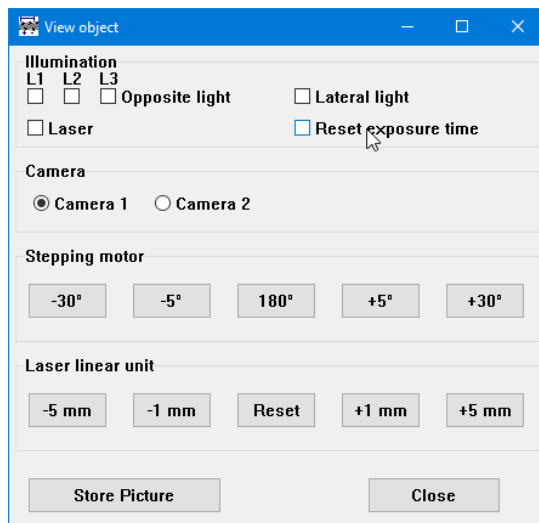 View object
Illumination
L1 L2 L3
Opposite light Lateral light
Laser Reset exposure time
Camera
Camera 1 Camera 2
Stepping motor
-30° -5° 180° +5° +30°
Laser linear unit
-5 mm -1 mm Reset +1 mm +5 mm
Store Picture Close